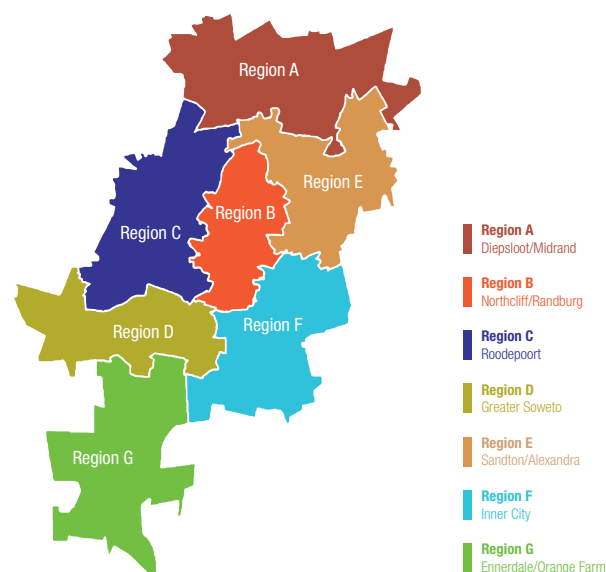 Region A
Region E
Region B
Region C
Region D
Region F
Region G
Region A
Diepsloot/Midrand
Region B
Northcliff/Randburg
Region C
Roodepoort
Region D
Greater Soweto
Region E
Sandton/Alexandra
Region F
Inner City
Region G
Ennerdale/Orange Farm